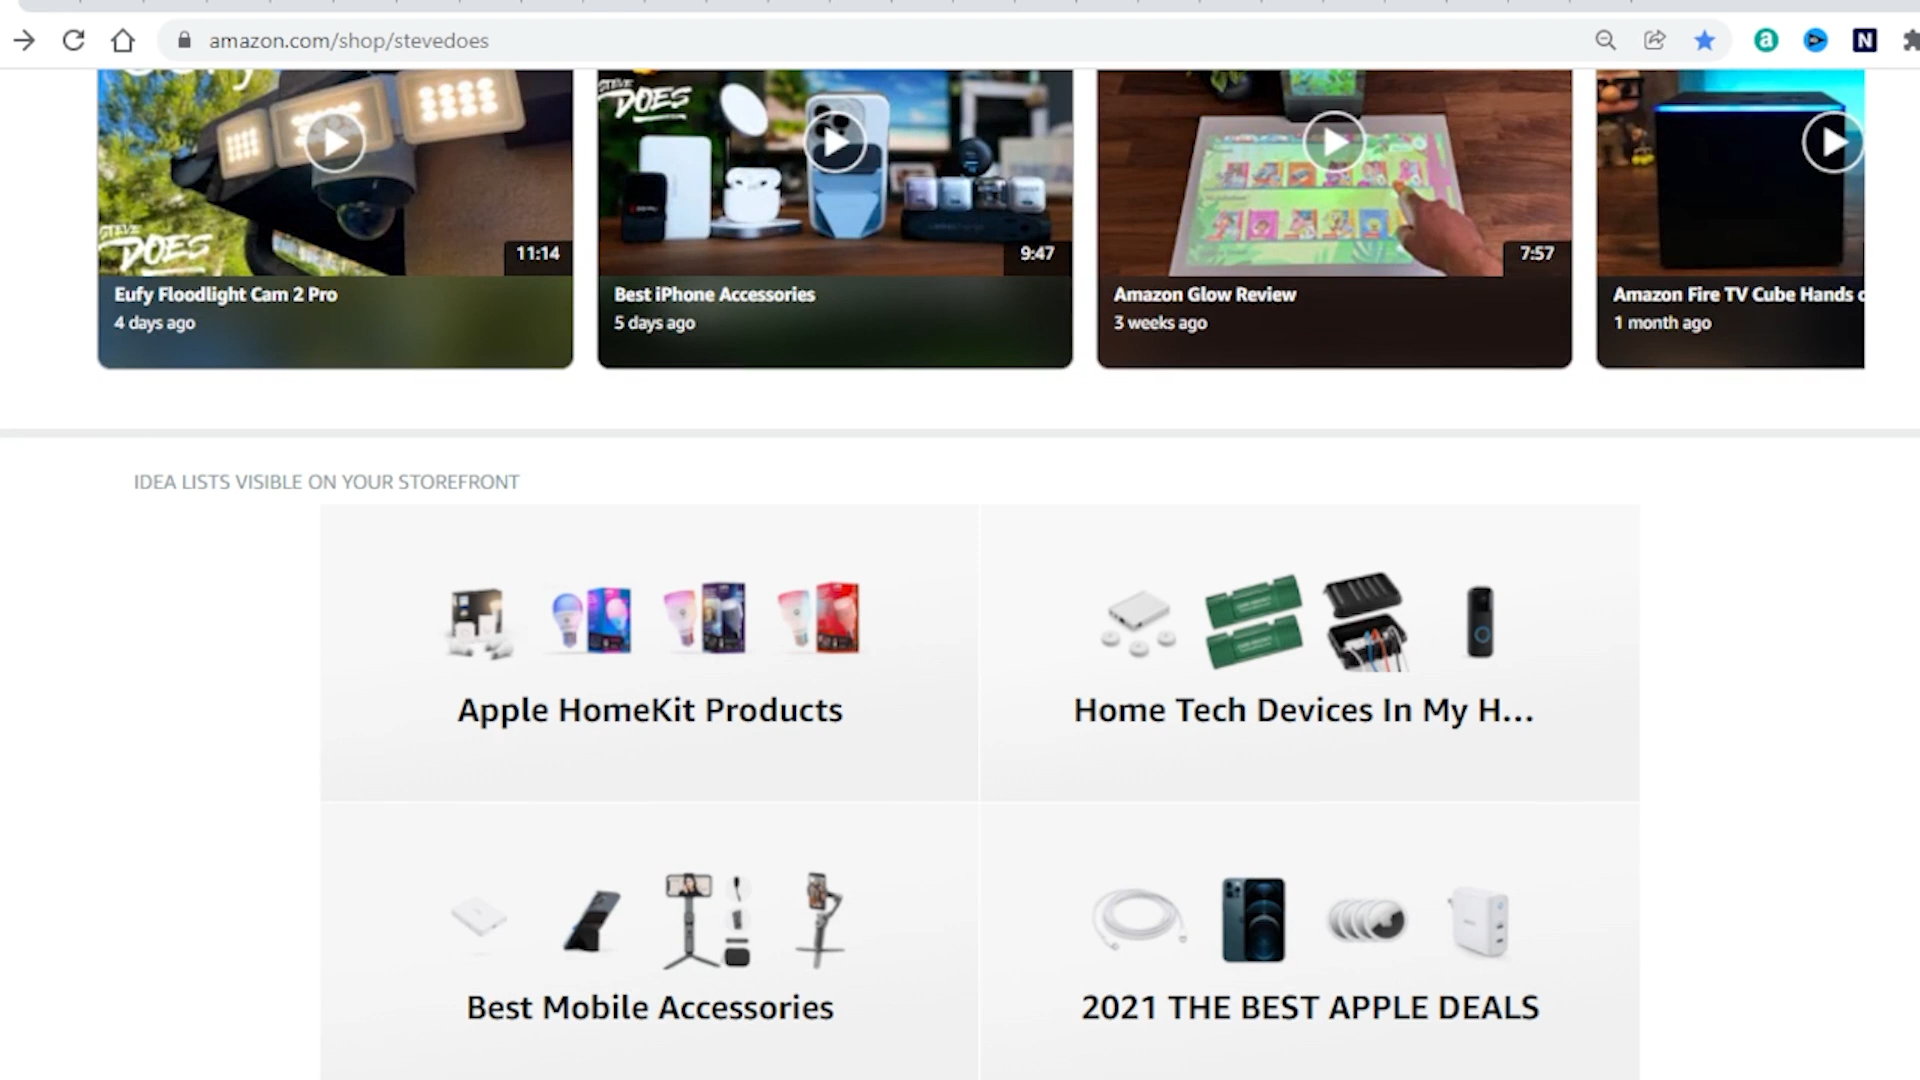 amazon.com/shop/stevedoes
N
STEVE
DOES
11:14
Eufy Floodlight Cam 2 Pro
4 days ago
STEVE
DOES
9:47
Best iPhone Accessories
5 days ago
7:57
Amazon Glow Review
3 weeks ago
Amazon Fire TV Cube Hands
1 month ago
IDEA LISTS VISIBLE ON YOUR STOREFRONT
Apple HomeKit Products
Home Tech Devices In My H...
Best Mobile Accessories
2021 THE BEST APPLE DEALS